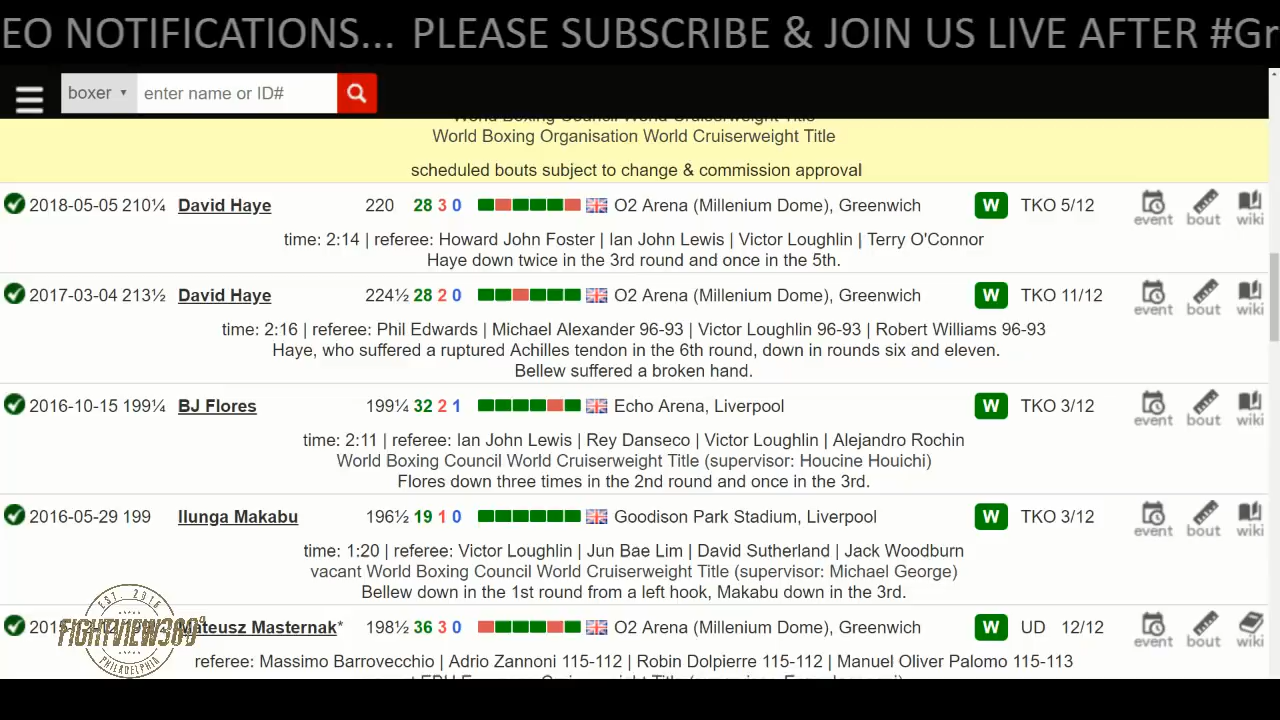 EO NOTIFICATIONS... PLEASE SUBSCRIBE & JOIN US LIVE AFTER #Gr
boxer ▾ enter name or ID#
World Boxing Council World Cruiserweight Title
World Boxing Organisation World Cruiserweight Title
scheduled bouts subject to change & commission approval
2018-05-05 210¼ David Haye 220 28 3 0 O2 Arena (Millenium Dome), Greenwich W TKO 5/12 event bout wiki
time: 2:14 | referee: Howard John Foster | Ian John Lewis | Victor Loughlin | Terry O'Connor
Haye down twice in the 3rd round and once in the 5th.
2017-03-04 213½ David Haye 224½ 28 2 0 O2 Arena (Millenium Dome), Greenwich W TKO 11/12 event bout wiki
time: 2:16 | referee: Phil Edwards | Michael Alexander 96-93 | Victor Loughlin 96-93 | Robert Williams 96-93
Haye, who suffered a ruptured Achilles tendon in the 6th round, down in rounds six and eleven.
Bellew suffered a broken hand.
2016-10-15 199¼ BJ Flores 199¼ 32 2 1 Echo Arena, Liverpool W TKO 3/12 event bout wiki
time: 2:11 | referee: Ian John Lewis | Rey Danseco | Victor Loughlin | Alejandro Rochin
World Boxing Council World Cruiserweight Title (supervisor: Houcine Houichi)
Flores down three times in the 2nd round and once in the 3rd.
2016-05-29 199 Ilunga Makabu 196½ 19 1 0 Goodison Park Stadium, Liverpool W TKO 3/12 event bout wiki
time: 1:20 | referee: Victor Loughlin | Jun Bae Lim | David Sutherland | Jack Woodburn
vacant World Boxing Council World Cruiserweight Title (supervisor: Michael George)
Bellew down in the 1st round from a left hook, Makabu down in the 3rd.
Mateusz Masternak* 198½ 36 3 0 O2 Arena (Millenium Dome), Greenwich W UD 12/12 event bout wiki
referee: Massimo Barrovecchio | Adrio Zannoni 115-112 | Robin Dolpierre 115-112 | Manuel Oliver Palomo 115-113
EST. 2016
FIGHTVIEW360°
PHILADELPHIA